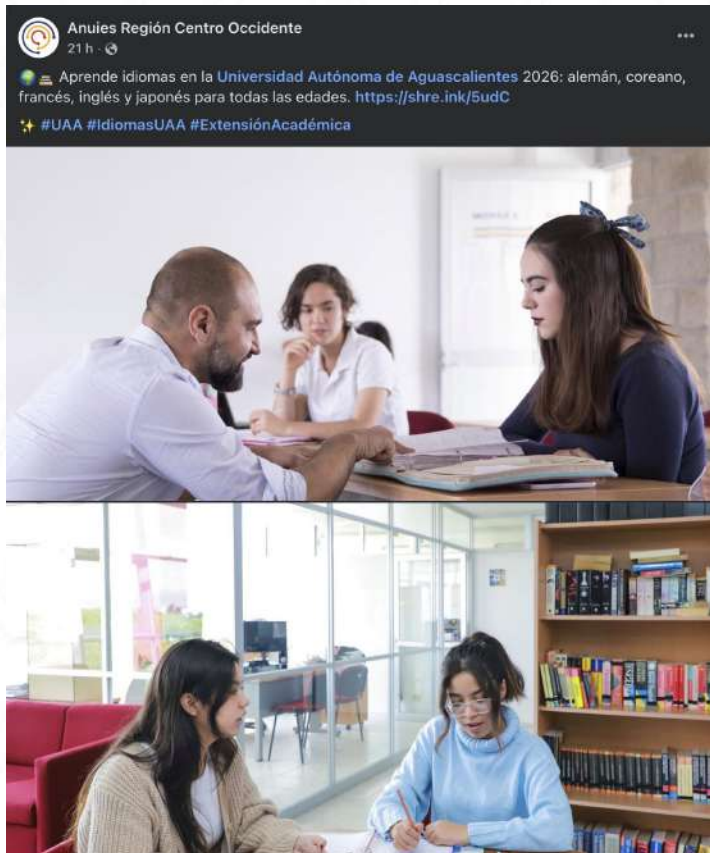 Anuies Región Centro Occidente
21 h ·
Aprende idiomas en la Universidad Autónoma de Aguascalientes 2026: alemán, coreano,
francés, inglés y japonés para todas las edades. https://shre.ink/5udC
#UAA #IdiomasUAA #ExtensiónAcadémica